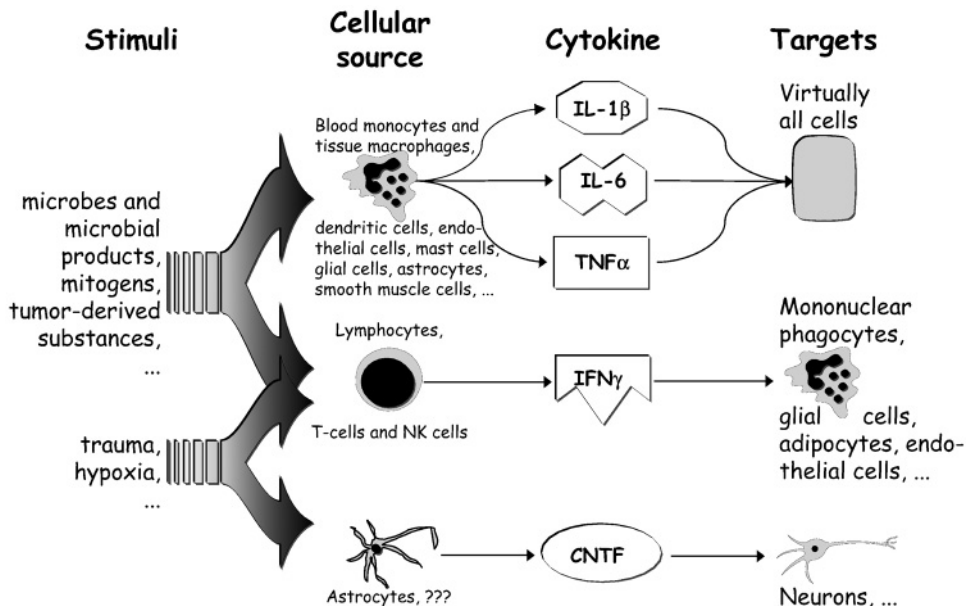 Stimuli
Cellular
source
Cytokine
Targets
microbes and
microbial
products,
mitogens,
tumor-derived
substances,
...
trauma,
hypoxia,
...
Blood monocytes and
tissue macrophages,
dendritic cells, endo-
thelial cells, mast cells,
glial cells, astrocytes,
smooth muscle cells, ...
IL-1β
IL-6
TNFα
Virtually
all cells
Lymphocytes,
T-cells and NK cells
IFNγ
Mononuclear
phagocytes,
glial cells,
adipocytes, endo-
thelial cells, ...
Astrocytes, ???
CNTF
Neurons, ...